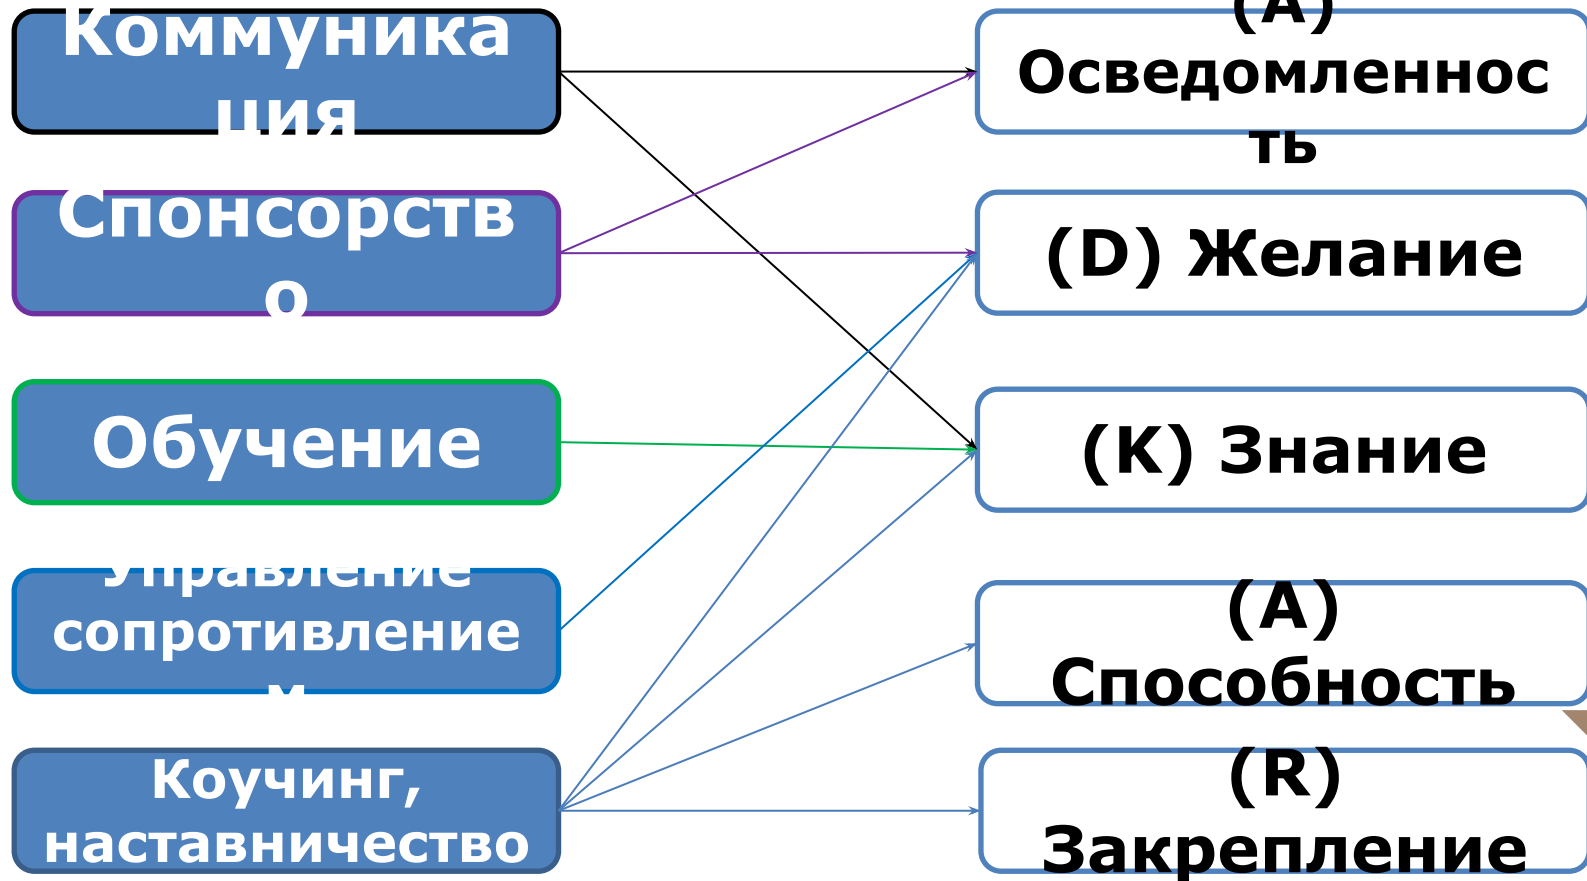 Коммуника
ция
(A)
Осведомленнос
ть
Спонсорств
о
(D) Желание
Обучение
(K) Знание
Управление
сопротивление
м
(A)
Способность
Коучинг,
наставничество
(R)
Закрепление